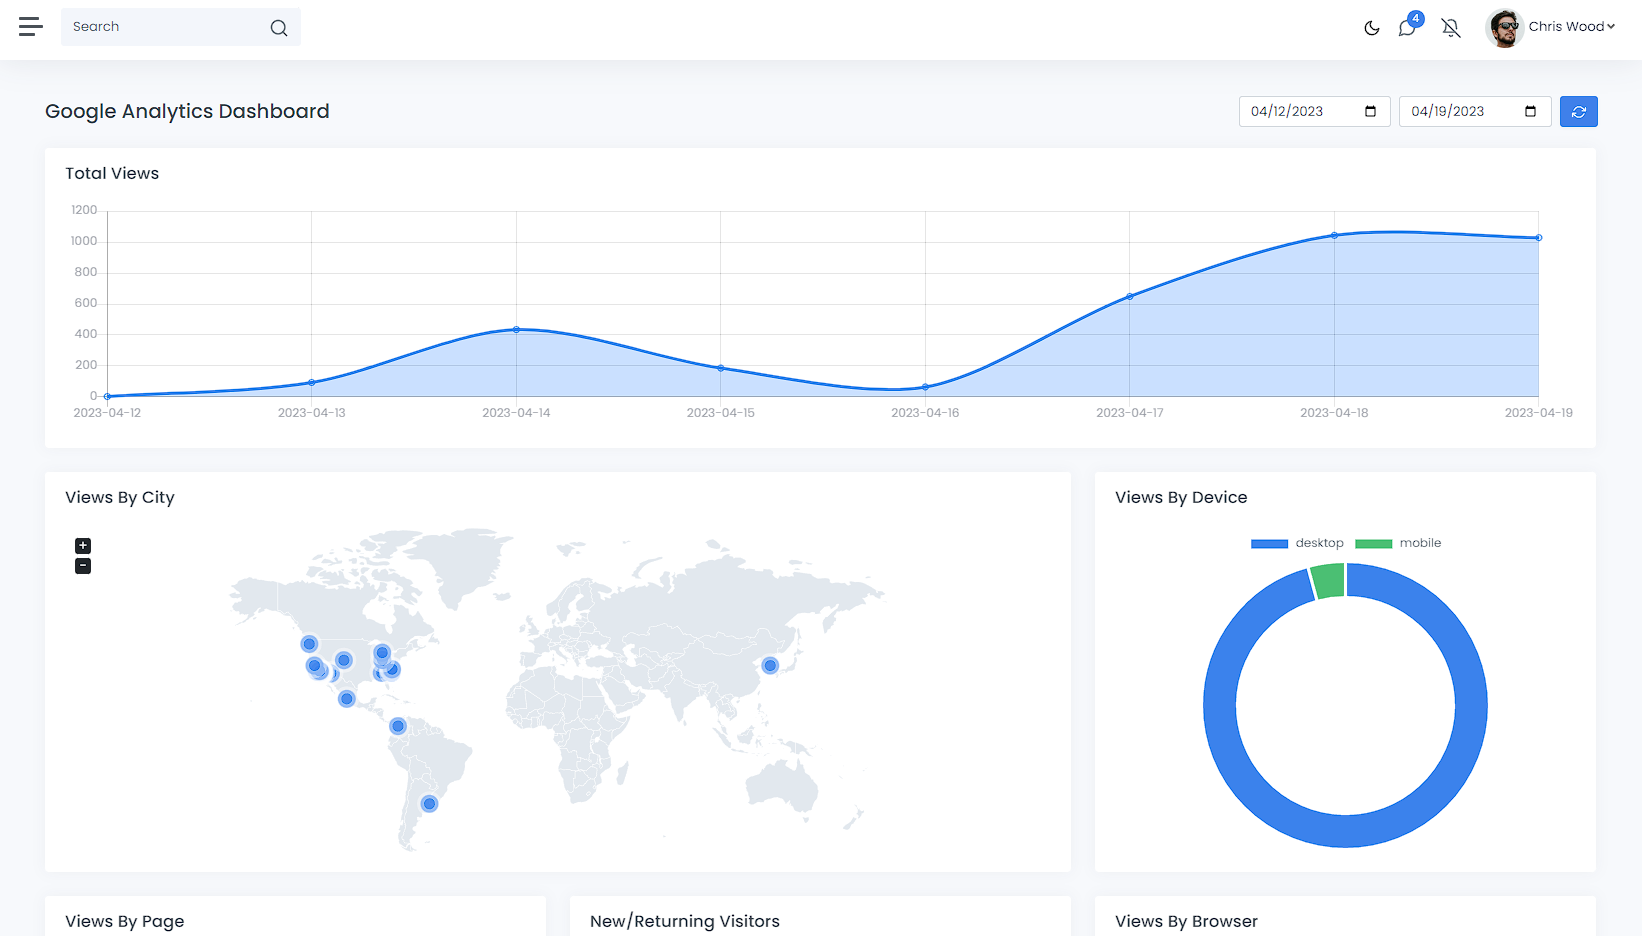 Search
4
Chris Wood
Google Analytics Dashboard
04/12/2023
04/19/2023
Total Views
1200
1000
800
600
400
200
0
2023-04-12 2023-04-13 2023-04-14 2023-04-15 2023-04-16 2023-04-17 2023-04-18 2023-04-19
Views By City
+
−
Views By Device
desktop mobile
Views By Page
New/Returning Visitors
Views By Browser